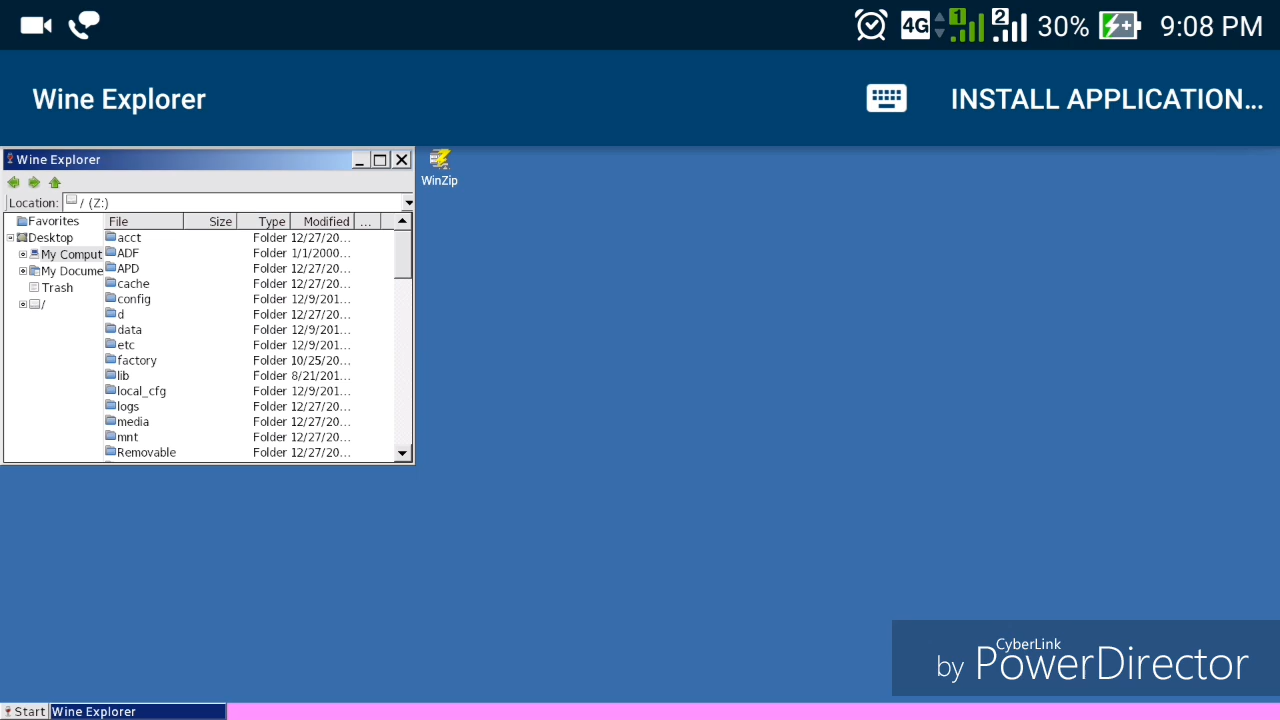 4G 1 2 30% 9:08 PM
Wine Explorer INSTALL APPLICATION...
Wine Explorer
WinZip
Location: / (Z:)
Favorites
Desktop
My Comput
My Docume
Trash
/
File Size Type Modified ...
acct Folder 12/27/20...
ADF Folder 1/1/2000...
APD Folder 12/27/20...
cache Folder 12/27/20...
config Folder 12/9/201...
d Folder 12/27/20...
data Folder 12/9/201...
etc Folder 12/9/201...
factory Folder 10/25/20...
lib Folder 8/21/201...
local_cfg Folder 12/9/201...
logs Folder 12/27/20...
media Folder 12/27/20...
mnt Folder 12/27/20...
Removable Folder 12/27/20...
CyberLink
by PowerDirector
Start Wine Explorer